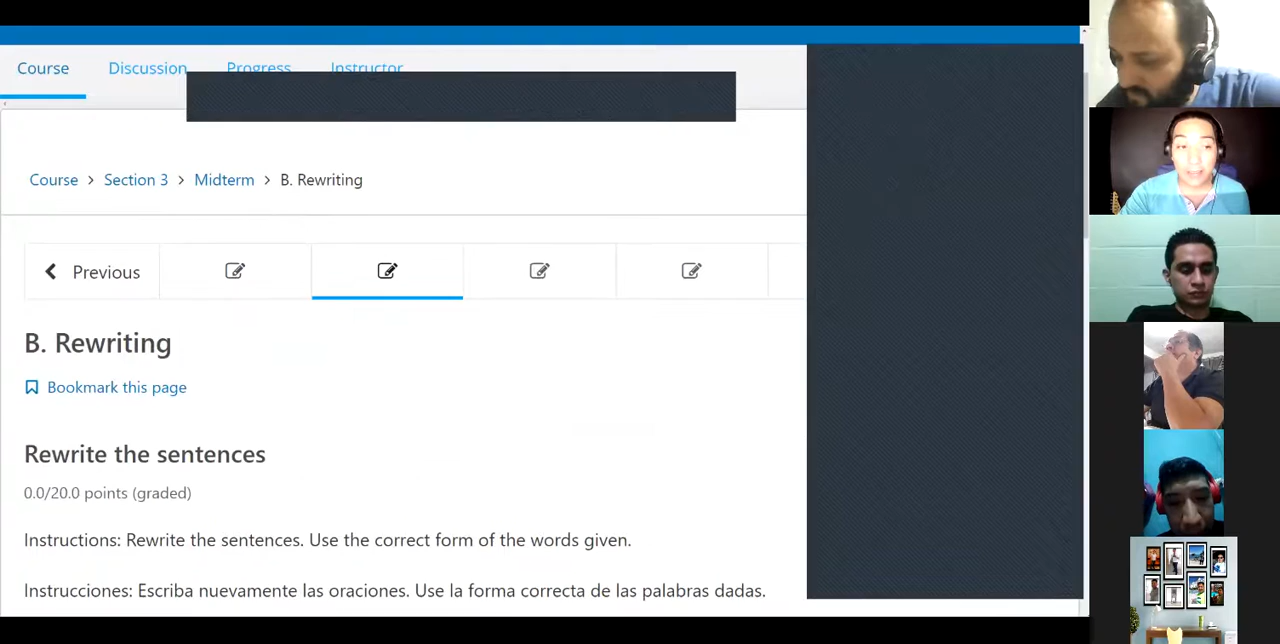 Course Discussion Progress Instructor
Course > Section 3 > Midterm > B. Rewriting
Previous
B. Rewriting
Bookmark this page
Rewrite the sentences
0.0/20.0 points (graded)
Instructions: Rewrite the sentences. Use the correct form of the words given.
Instrucciones: Escriba nuevamente las oraciones. Use la forma correcta de las palabras dadas.